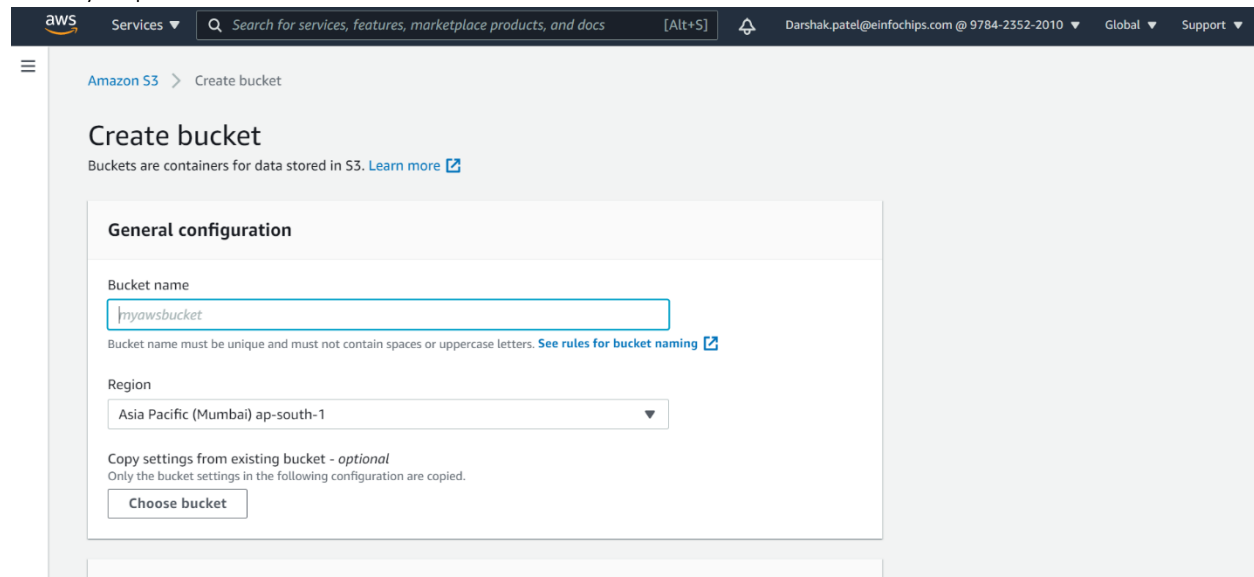 aws Services ▼ Search for services, features, marketplace products, and docs [Alt+S] Darshak.patel@einfochips.com @ 9784-2352-2010 ▼ Global ▼ Support ▼
Amazon S3 > Create bucket
Create bucket
Buckets are containers for data stored in S3. Learn more
General configuration
Bucket name
myawsbucket
Bucket name must be unique and must not contain spaces or uppercase letters. See rules for bucket naming
Region
Asia Pacific (Mumbai) ap-south-1
Copy settings from existing bucket - optional
Only the bucket settings in the following configuration are copied.
Choose bucket